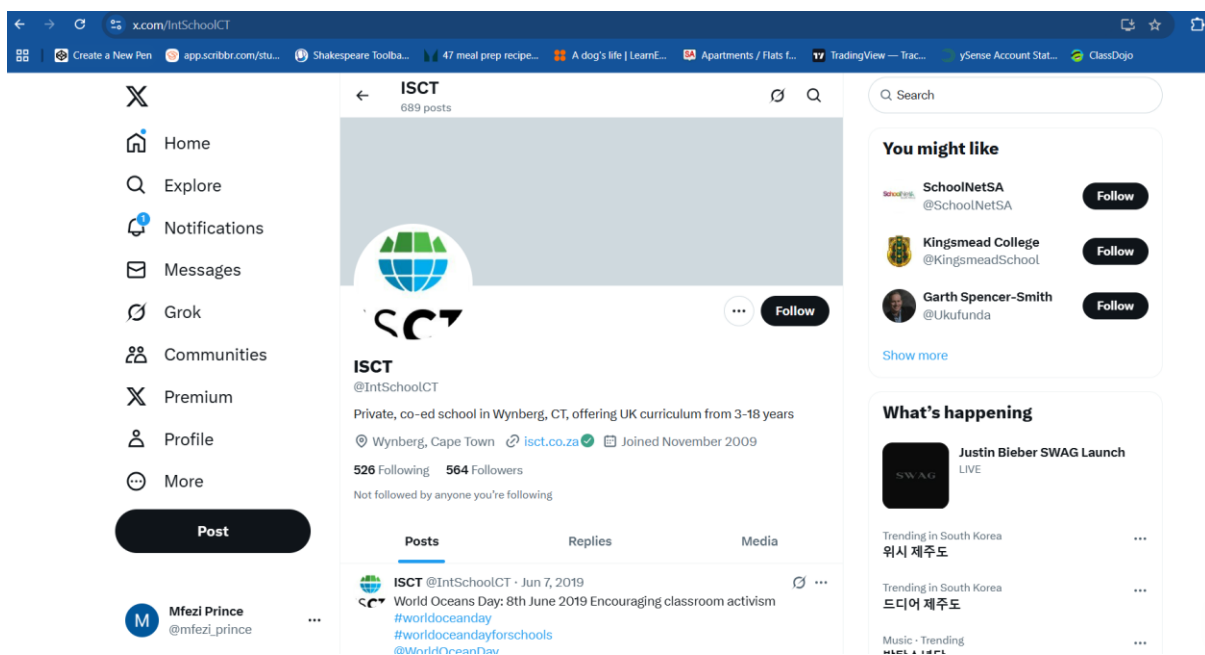 x.com/IntSchoolCT
Create a New Pen
app.scribbr.com/stu...
Shakespeare Toolba...
47 meal prep recipe...
A dog's life | LearnE...
Apartments / Flats f...
TradingView — Trac...
ySense Account Stat...
ClassDojo
Home
Explore
Notifications
1
Messages
Grok
Communities
Premium
Profile
More
Post
M
Mfezi Prince
@mfezi_prince
ISCT
689 posts
SCT
Follow
ISCT
@IntSchoolCT
Private, co-ed school in Wynberg, CT, offering UK curriculum from 3-18 years
Wynberg, Cape Town isct.co.za Joined November 2009
526 Following 564 Followers
Not followed by anyone you're following
Posts Replies Media
ISCT @IntSchoolCT · Jun 7, 2019
World Oceans Day: 8th June 2019 Encouraging classroom activism
#worldoceanday
#worldoceandayforschools
@WorldOceanDay
Search
You might like
SchoolNetSA
@SchoolNetSA
Follow
Kingsmead College
@KingsmeadSchool
Follow
Garth Spencer-Smith
@Ukufunda
Follow
Show more
What's happening
SWAG
Justin Bieber SWAG Launch
LIVE
Trending in South Korea
위시 제주도
Trending in South Korea
드디어 제주도
Music · Trending